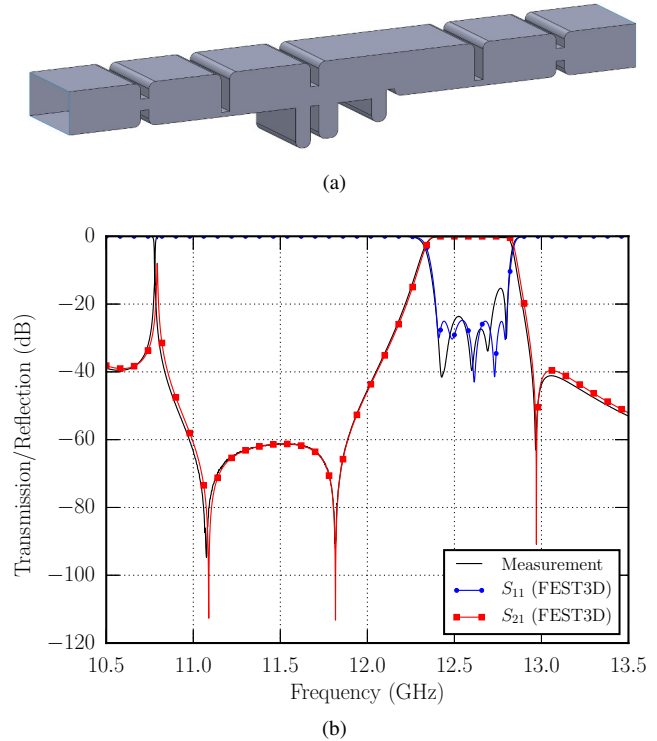 (a)
Transmission/Reflection (dB)
0
−20
−40
−60
−80
−100
−120
10.5 11.0 11.5 12.0 12.5 13.0 13.5
Frequency (GHz)
Measurement
S₁₁ (FEST3D)
S₂₁ (FEST3D)
(b)